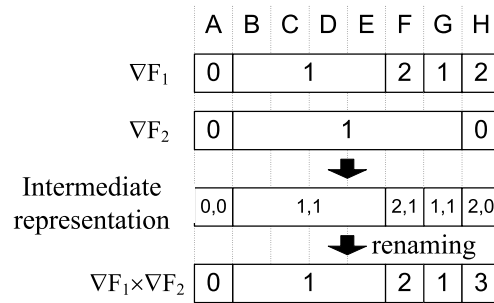 A B C D E F G H
∇F₁ 0 1 2 1 2
∇F₂ 0 1 0
Intermediate
representation 0,0 1,1 2,1 1,1 2,0
renaming
∇F₁×∇F₂ 0 1 2 1 3